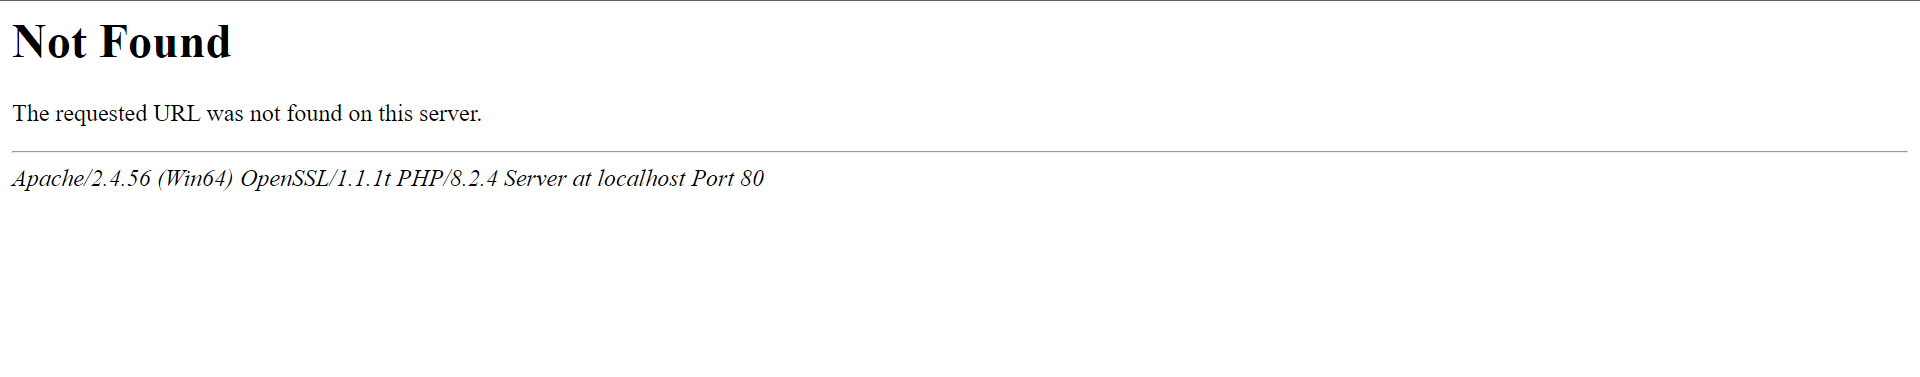 Not Found
The requested URL was not found on this server.
Apache/2.4.56 (Win64) OpenSSL/1.1.1t PHP/8.2.4 Server at localhost Port 80